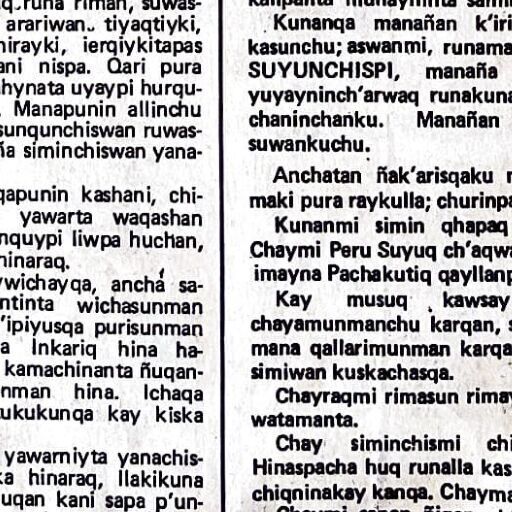 runa riman, suwas-
arariwan.. tiyaqtiyki,
hirayki, ierqiykitapas
ani nispa. Qari pura
hynata uyaypi hurqu-
. Manapunin allinchu
sunqunchiswan ruwas-
ña siminchiswan yana-
qapunin kashani, chi-
yawarta waqashan
nquypi liwpa huchan,
hinaraq.
wichayqa, anchá sa-
ntinta wichasunman
'ipiyusqa purisunman
a Inkariq hina ha-
kamachinanta ñuqan-
nman hina. Ichaqa
ukukunqa kay kiska
yawarniyta yanachis-
ka hinaraq, llakikuna
uqan kani sapa p'un-
Kunanqa manañan k'iri
kasunchu; aswanmi, runama
SUYUNCHISPI, manaña
yuyayninch'arwaq runakuna
chaninchanku. Manañan
suwankuchu.
Anchatan ñak'arisqaku
maki pura raykulla; churinpa
Kunanmi simin qhapaq
Chaymi Peru Suyuq ch'aqwa
imayna Pachakutiq qayllanp
Kay musuq kawsay
chayamunmanchu karqan, s
mana qallarimunman karqa
simiwan kuskachasqa.
Chayraqmi rimasun rimay
watamanta.
Chay siminchismi chi
Hinaspacha huq runalla kas
chiqninakay kanqa. Chayma